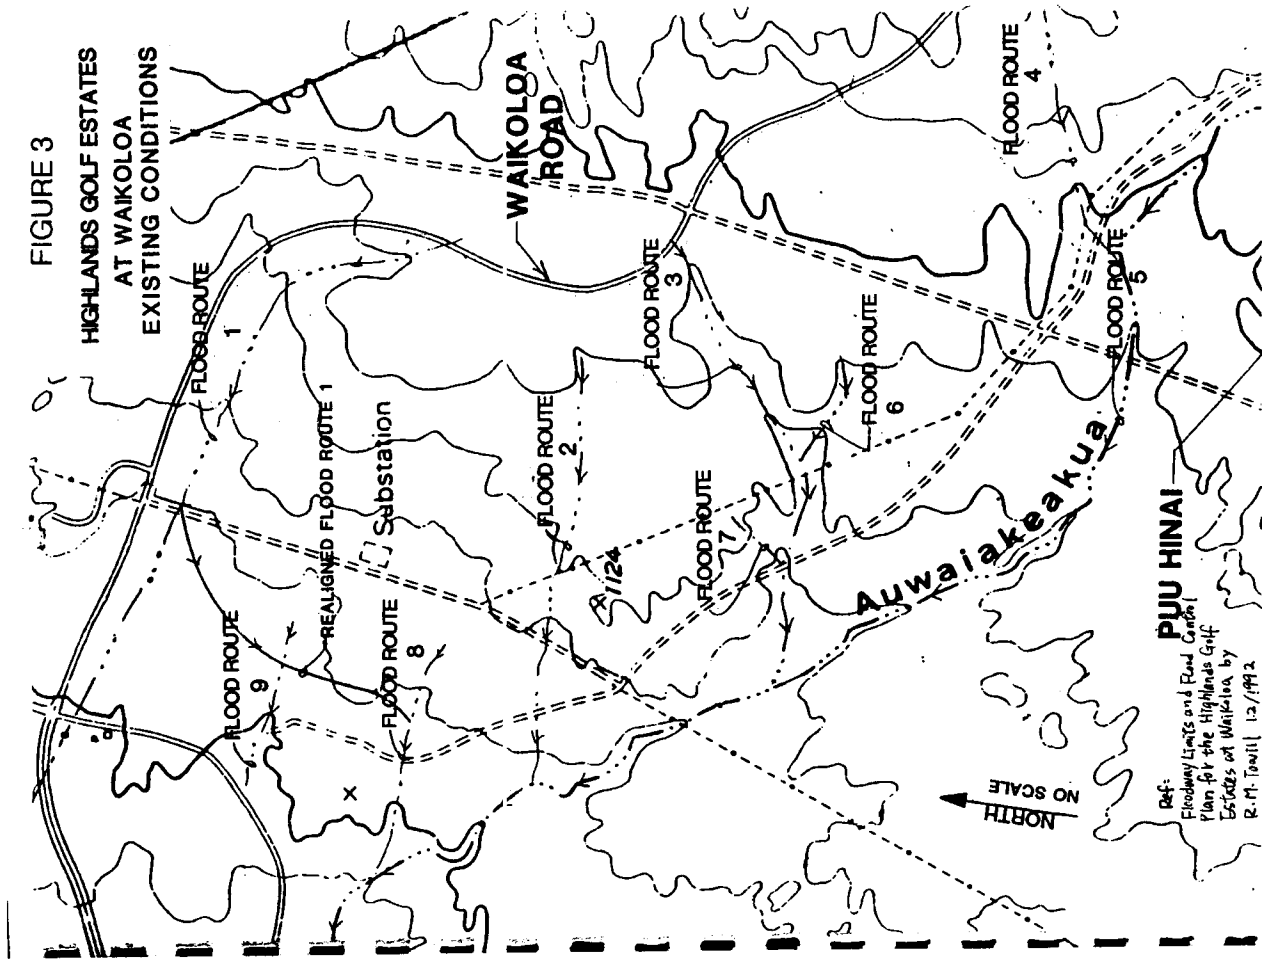 FIGURE 3
HIGHLANDS GOLF ESTATES
AT WAIKOLOA
EXISTING CONDITIONS
WAIKOLOA
ROAD
FLOOD ROUTE
1
REALIGNED FLOOD ROUTE 1
Substation
FLOOD ROUTE
2
FLOOD ROUTE
3
FLOOD ROUTE
4
FLOOD ROUTE
5
FLOOD ROUTE
6
FLOOD ROUTE
7
FLOOD ROUTE
8
FLOOD ROUTE
9
1124
Auwaiakeakua
PUU HINAI
NORTH
NO SCALE
Ref:
Floodway Limits and Flood Control
Plan for the Highlands Golf
Estates at Waikoloa by
R.M. Towill 12/1992